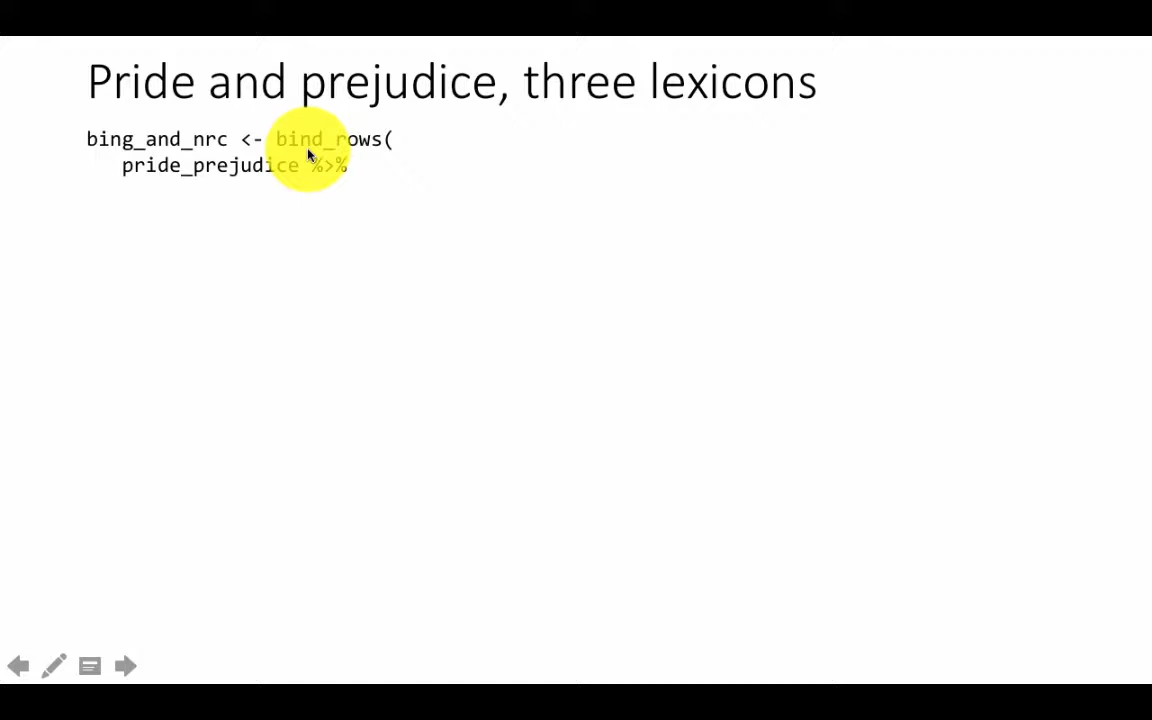 Pride and prejudice, three lexicons
bing_and_nrc <- bind_rows(
pride_prejudice %>%